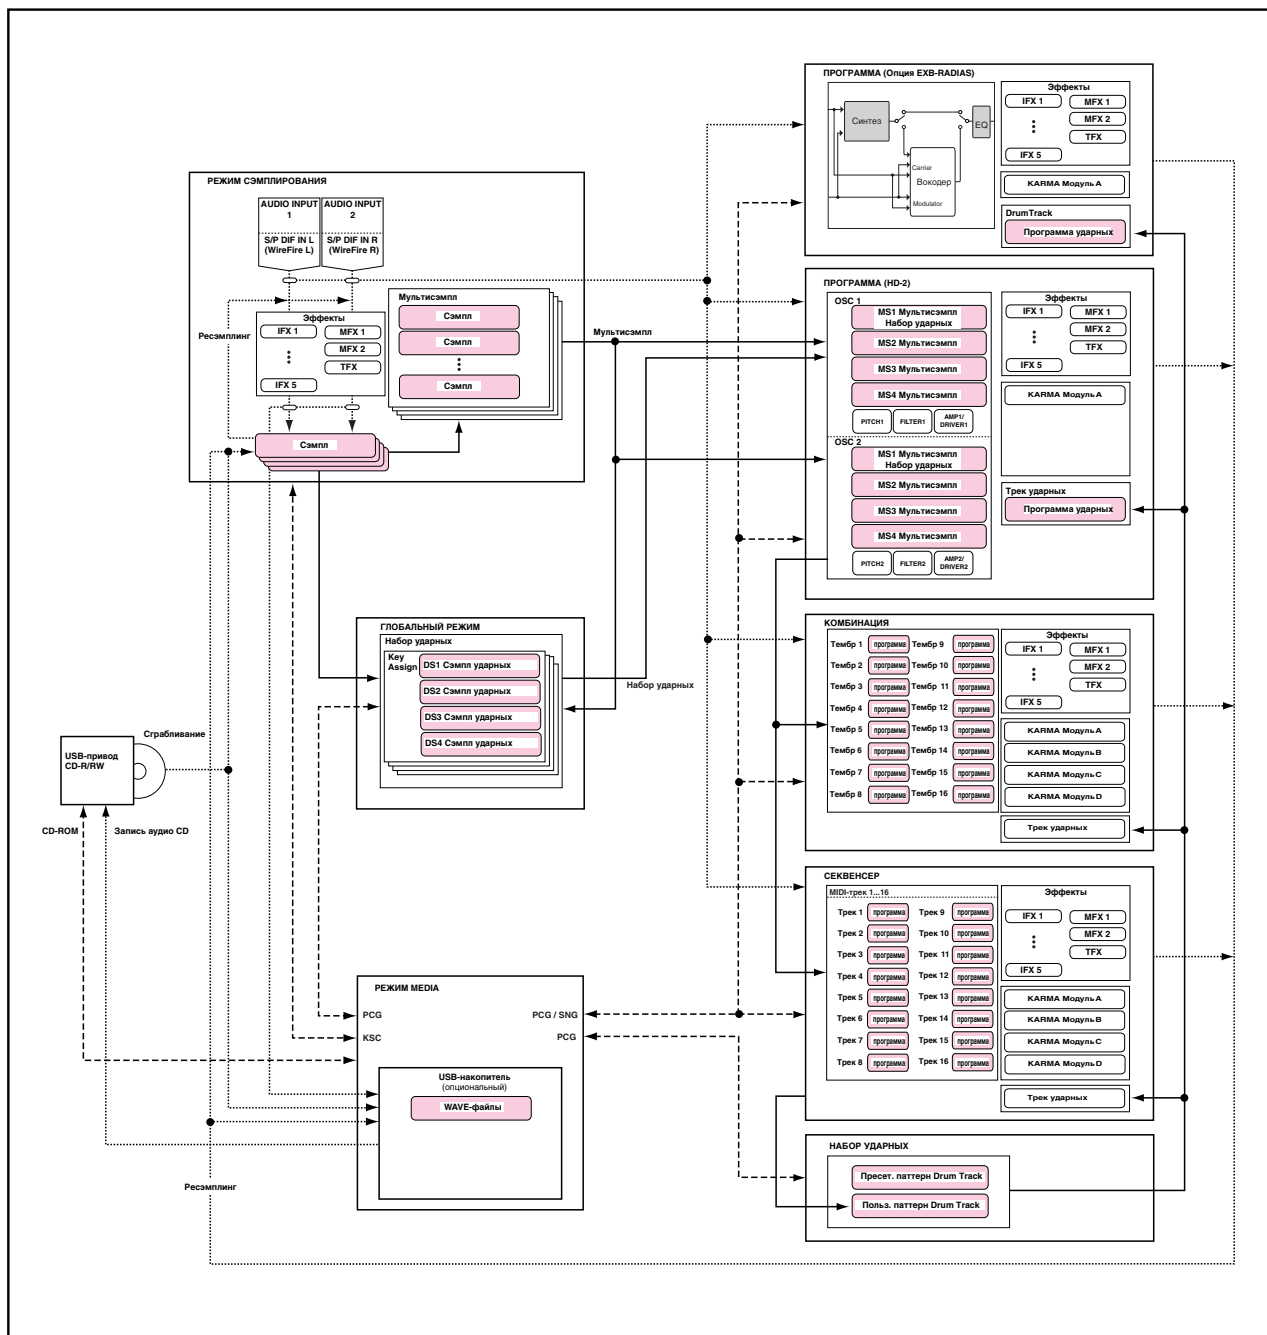 ПРОГРАММА (Опция EXB-RADIAS)
Синтез
EQ
Carrier
Вокодер
Modulator
Эффекты
IFX 1
MFX 1
MFX 2
TFX
IFX 5
KARMA Модуль A
DrumTrack
Программа ударных
РЕЖИМ СЭМПЛИРОВАНИЯ
AUDIO INPUT 1
AUDIO INPUT 2
S/P DIF IN L
(WireFire L)
S/P DIF IN R
(WireFire R)
Ресэмплинг
Эффекты
IFX 1
MFX 1
MFX 2
TFX
IFX 5
Мультисэмпл
Сэмпл
Сэмпл
Сэмпл
Сэмпл
Мультисэмпл
ПРОГРАММА (HD-2)
OSC 1
MS1 Мультисэмпл
Набор ударных
MS2 Мультисэмпл
MS3 Мультисэмпл
MS4 Мультисэмпл
PITCH1
FILTER1
AMP1/
DRIVER1
OSC 2
MS1 Мультисэмпл
Набор ударных
MS2 Мультисэмпл
MS3 Мультисэмпл
MS4 Мультисэмпл
PITCH2
FILTER2
AMP2/
DRIVER2
Эффекты
IFX 1
MFX 1
MFX 2
TFX
IFX 5
KARMA Модуль A
Трек ударных
Программа ударных
ГЛОБАЛЬНЫЙ РЕЖИМ
Набор ударных
Key
Assign
DS1 Сэмпл ударных
DS2 Сэмпл ударных
DS3 Сэмпл ударных
DS4 Сэмпл ударных
Набор ударных
КОМБИНАЦИЯ
Тембр 1 программа Тембр 9 программа
Тембр 2 программа Тембр 10 программа
Тембр 3 программа Тембр 11 программа
Тембр 4 программа Тембр 12 программа
Тембр 5 программа Тембр 13 программа
Тембр 6 программа Тембр 14 программа
Тембр 7 программа Тембр 15 программа
Тембр 8 программа Тембр 16 программа
Эффекты
IFX 1
MFX 1
MFX 2
TFX
IFX 5
KARMA Модуль A
KARMA Модуль B
KARMA Модуль C
KARMA Модуль D
Трек ударных
Сграбливание
USB-привод
CD-R/RW
CD-ROM
Запись аудио CD
СЕКВЕНСЕР
MIDI-трек 1...16
Трек 1 программа Трек 9 программа
Трек 2 программа Трек 10 программа
Трек 3 программа Трек 11 программа
Трек 4 программа Трек 12 программа
Трек 5 программа Трек 13 программа
Трек 6 программа Трек 14 программа
Трек 7 программа Трек 15 программа
Трек 8 программа Трек 16 программа
Эффекты
IFX 1
MFX 1
MFX 2
TFX
IFX 5
KARMA Модуль A
KARMA Модуль B
KARMA Модуль C
KARMA Модуль D
Трек ударных
РЕЖИМ MEDIA
PCG
KSC
PCG / SNG
PCG
USB-накопитель
(опциональный)
WAVE-файлы
Ресэмплинг
НАБОР УДАРНЫХ
Пресет. паттерн Drum Track
Польз. паттерн Drum Track